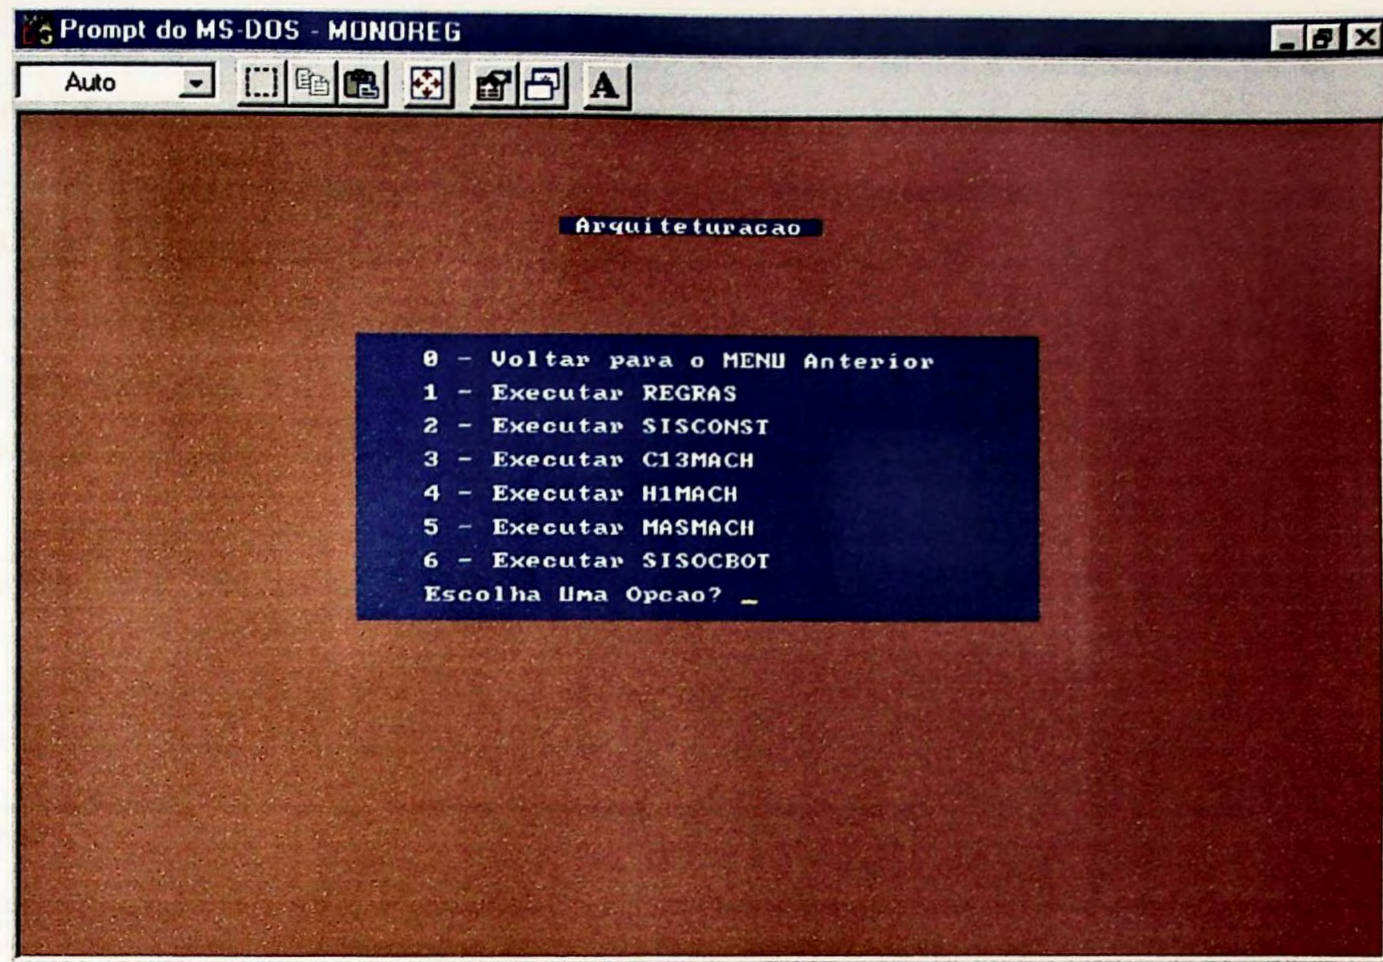 Prompt do MS-DOS - MONOREG
Auto
A
Arquiteturacao
0 - Voltar para o MENU Anterior
1 - Executar REGRAS
2 - Executar SISCONST
3 - Executar C13MACH
4 - Executar H1MACH
5 - Executar MASMACH
6 - Executar SISOCBOT
Escolha Uma Opcao? _